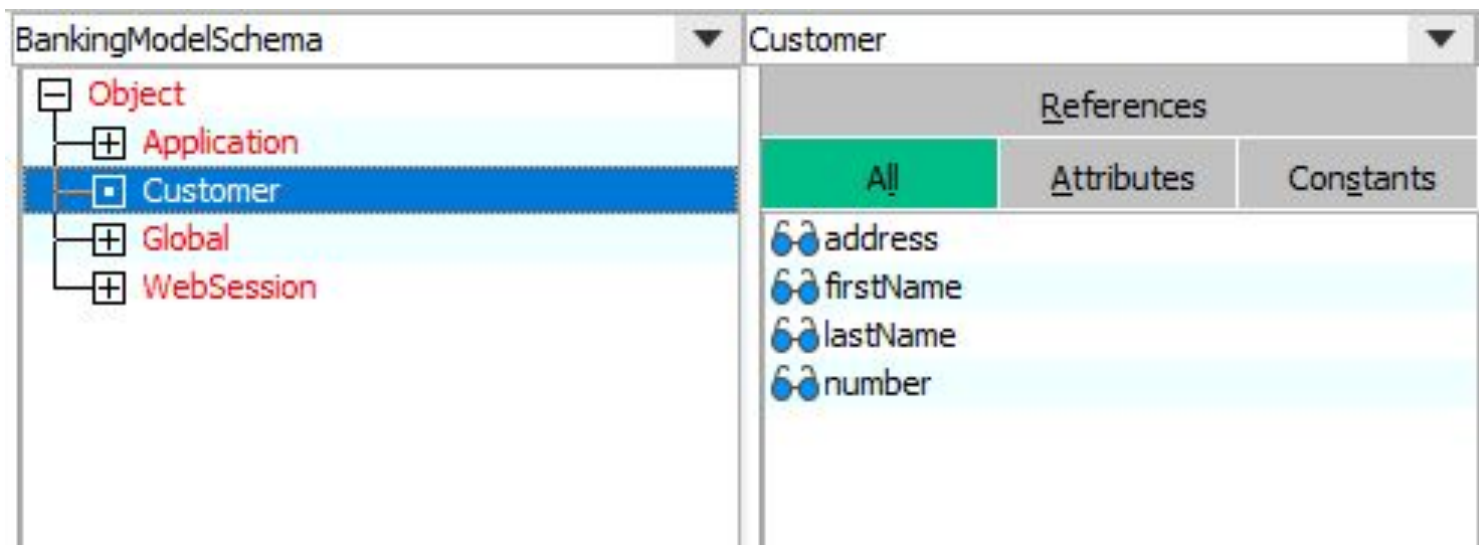 BankingModelSchema
Customer
Object
Application
Customer
Global
WebSession
References
All
Attributes
Constants
address
firstName
lastName
number